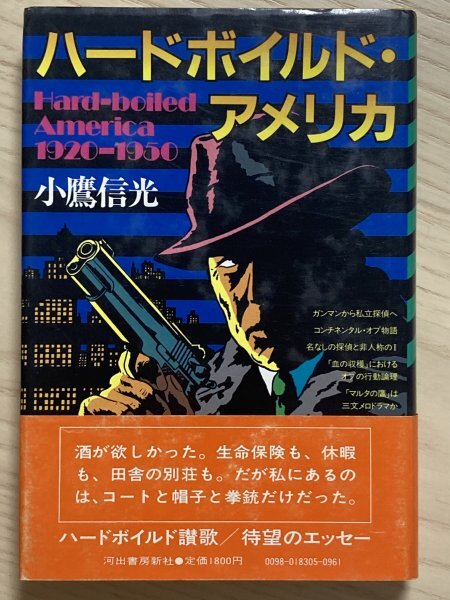 ハードボイルド・
アメリカ
Hard-boiled
America
1920-1950
小鷹信光
ガンマンから私立探偵へ
コンチネンタル・オプ物語
名なしの探偵と非人称のI
「血の収穫」における
オプの行動論理
「マルタの鷹」は
三文メロドラマか
酒が欲しかった。生命保険も、休暇
も、田舎の別荘も。だが私にあるの
は、コートと帽子と拳銃だけだった。
ハードボイルド讃歌／待望のエッセー
河出書房新社●定価1800円　0098-018305-0961